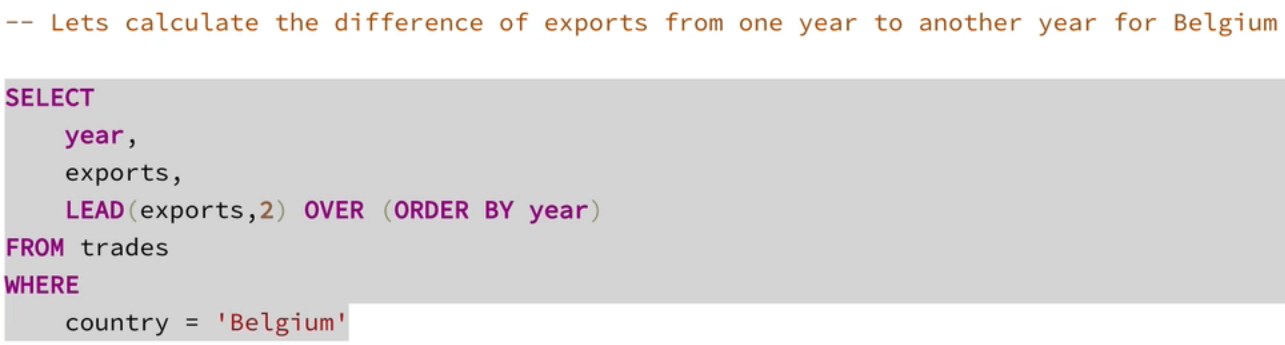 -- Lets calculate the difference of exports from one year to another year for Belgium
SELECT
year,
exports,
LEAD(exports,2) OVER (ORDER BY year)
FROM trades
WHERE
country = 'Belgium'